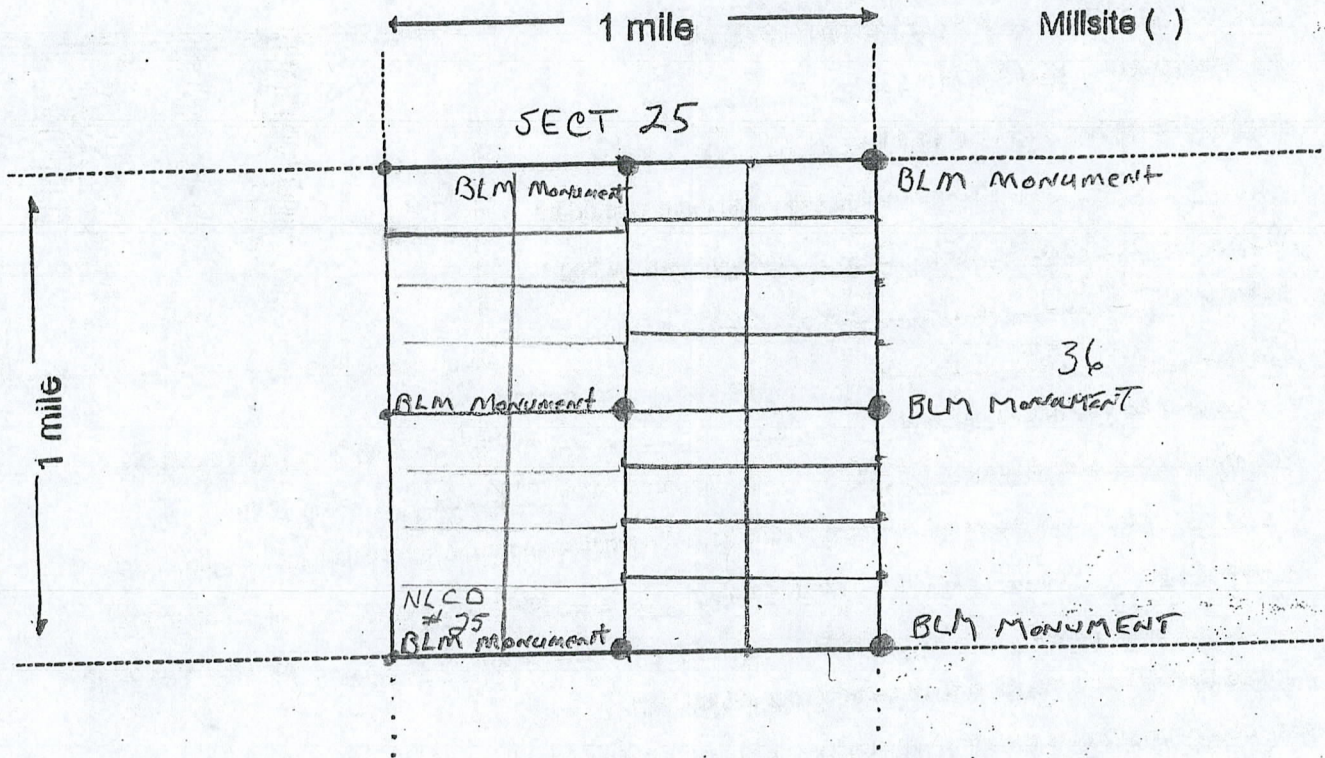 1 mile
Millsite ( )
SECT 25
BLM Monument
BLM Monument
1 mile
36
BLM Monument
BLM MONUMENT
NLCO
# 25
BLM Monument
BLM MONUMENT